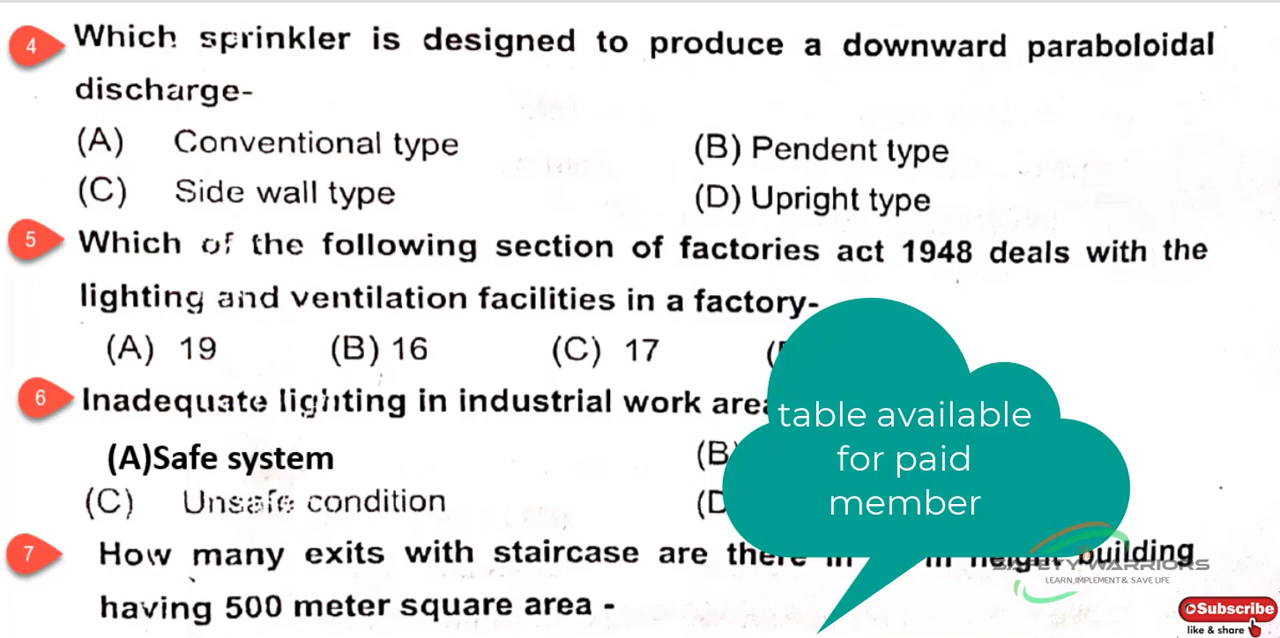 4 Which sprinkler is designed to produce a downward paraboloidal
discharge-
(A) Conventional type (B) Pendent type
(C) Side wall type (D) Upright type
5 Which of the following section of factories act 1948 deals with the
lighting and ventilation facilities in a factory-
(A) 19 (B) 16 (C) 17
6 Inadequate lighting in industrial work
(A)Safe system (B)
(C) Unsafe condition
table available
for paid
member
7 How many exits with staircase are there in height building
having 500 meter square area -
SAFETY WARRIORS
LEARN,IMPLEMENT & SAVE LIFE
Subscribe
like & share